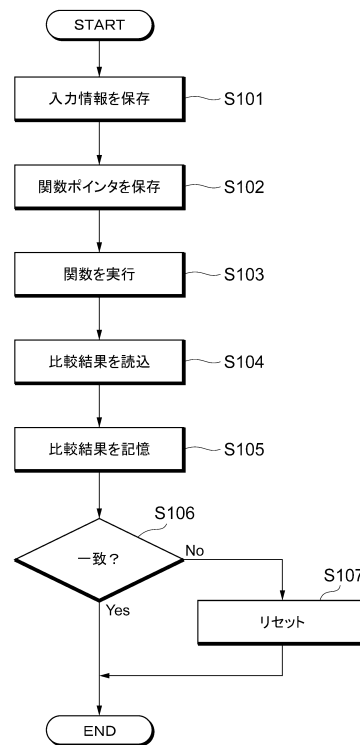 START
入力情報を保存
S101
関数ポインタを保存
S102
関数を実行
S103
比較結果を読込
S104
比較結果を記憶
S105
S106
一致？
No
Yes
S107
リセット
END